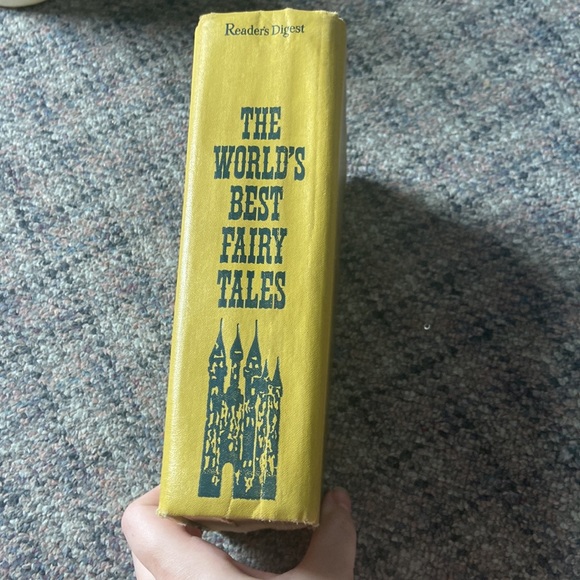 Reader's Digest
THE
WORLD'S
BEST
FAIRY
TALES